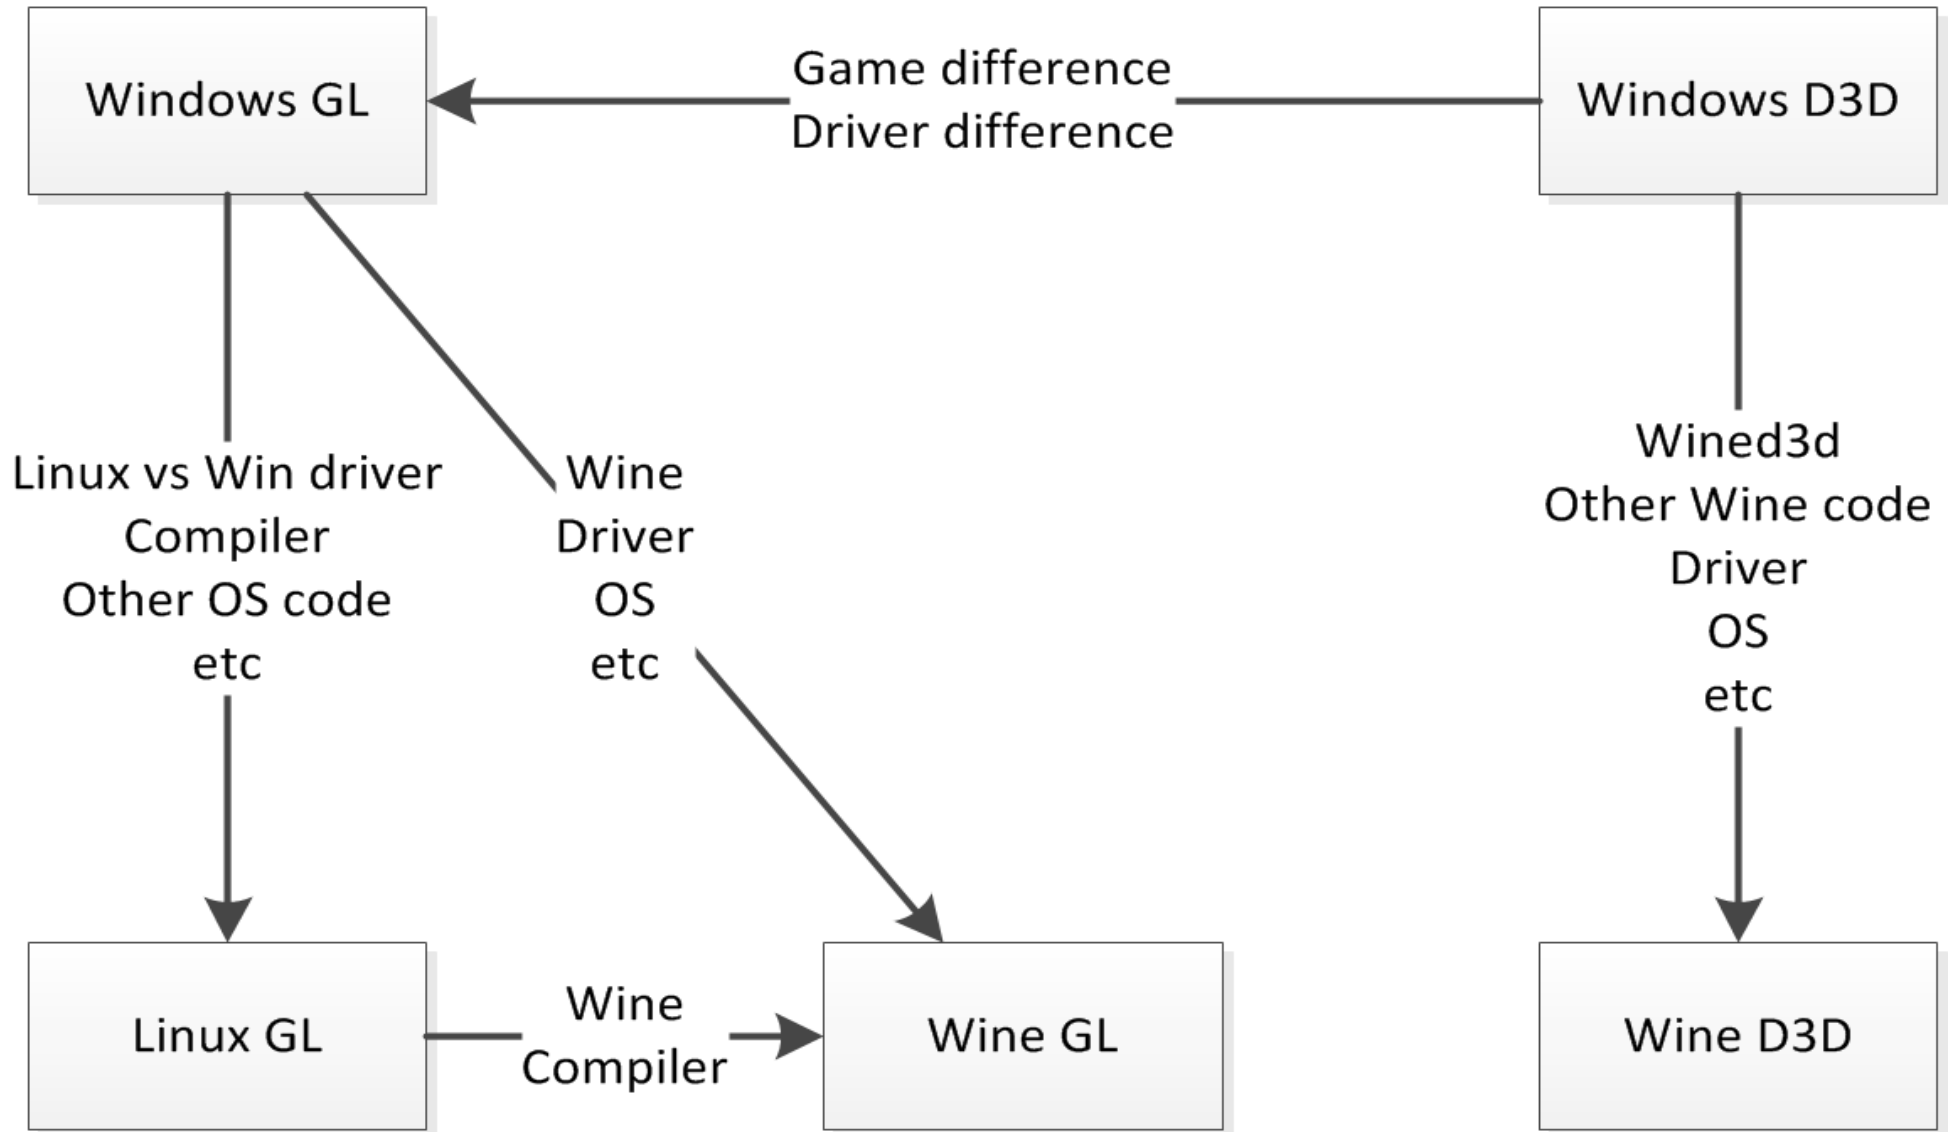 Windows GL
Game difference
Driver difference
Windows D3D
Linux vs Win driver
Compiler
Other OS code
etc
Wine
Driver
OS
etc
Wined3d
Other Wine code
Driver
OS
etc
Linux GL
Wine
Compiler
Wine GL
Wine D3D